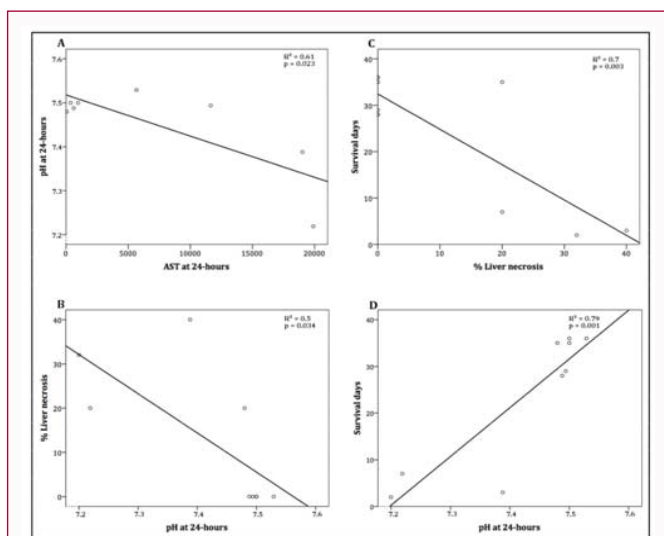 A
R² = 0.61
p = 0.023
7.6
7.5
7.4
7.3
7.2
pH at 24-hours
0
5000
10000
15000
20000
AST at 24-hours
C
R² = 0.7
p = 0.003
40
30
20
10
0
Survival days
0
10
20
30
40
% Liver necrosis
B
R² = 0.5
p = 0.034
40
30
20
10
0
% Liver necrosis
7.2
7.3
7.4
7.5
7.6
pH at 24-hours
D
R² = 0.79
p = 0.001
40
30
20
10
0
Survival days
7.2
7.3
7.4
7.5
7.6
pH at 24-hours